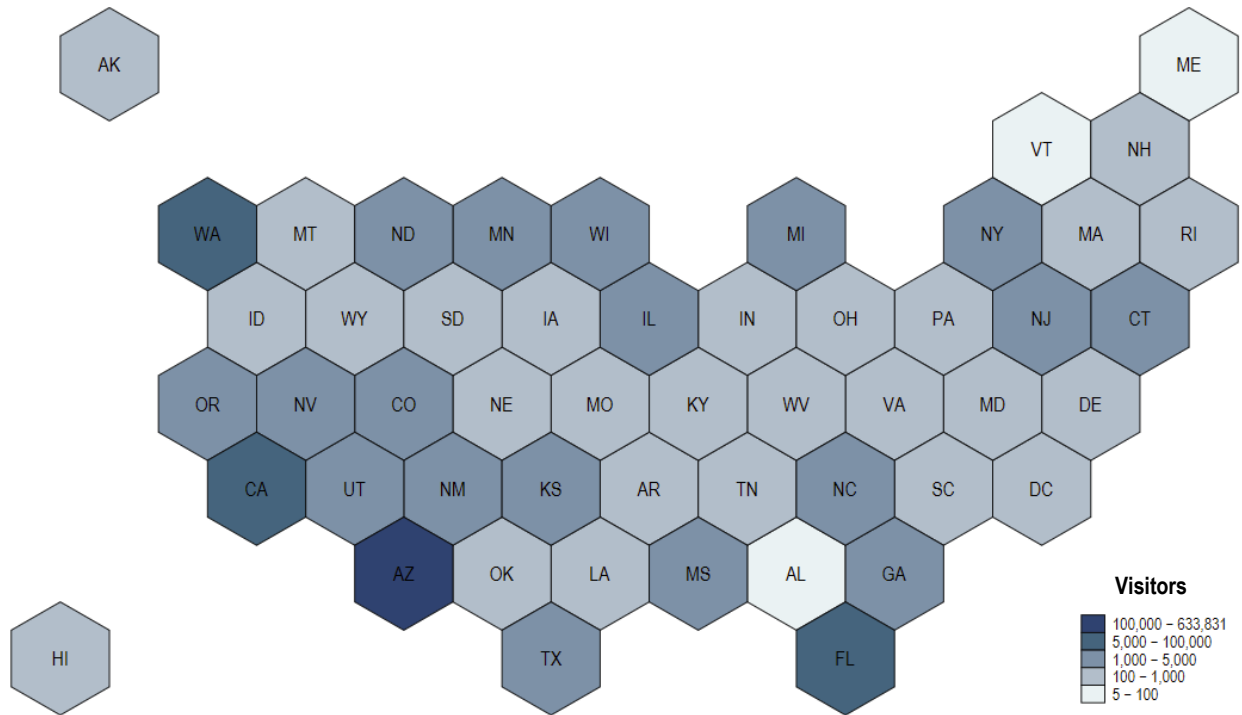 AK
ME
VT NH
WA MT ND MN WI MI NY MA RI
ID WY SD IA IL IN OH PA NJ CT
OR NV CO NE MO KY WV VA MD DE
CA UT NM KS AR TN NC SC DC
AZ OK LA MS AL GA
HI TX FL
Visitors
100,000 – 633,831
5,000 – 100,000
1,000 – 5,000
100 – 1,000
5 – 100